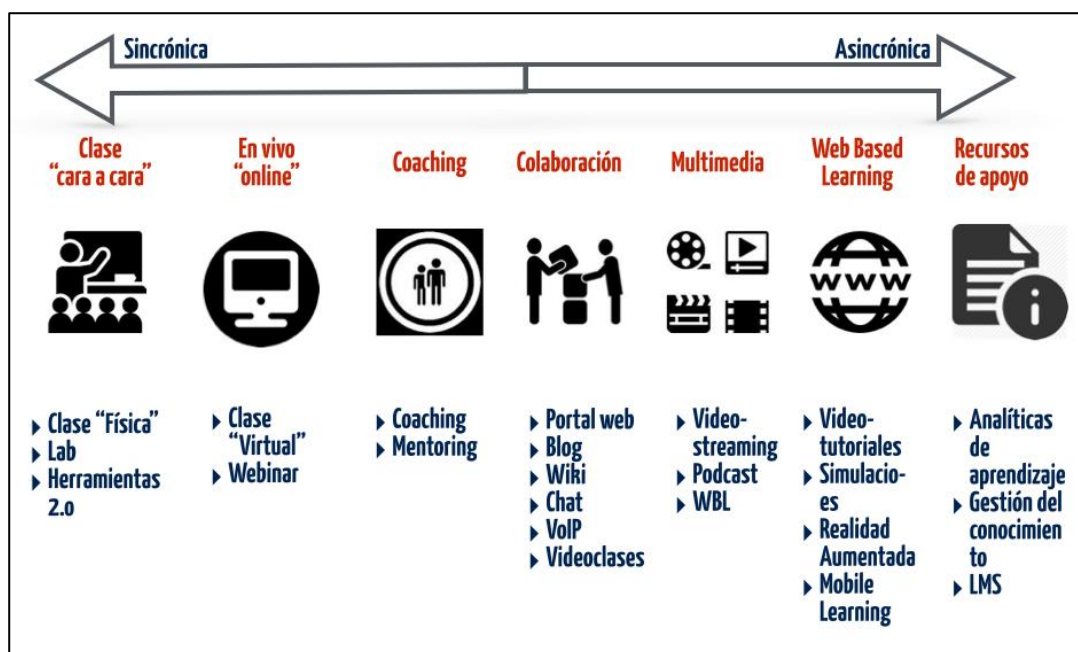 Sincrónica
Asincrónica
Clase
“cara a cara”
En vivo
“online”
Coaching
Colaboración
Multimedia
Web Based
Learning
Recursos
de apoyo
WWW
i
Clase “Física”
Lab
Herramientas
2.0
Clase
“Virtual”
Webinar
Coaching
Mentoring
Portal web
Blog
Wiki
Chat
VoIP
Videoclases
Video-
streaming
Podcast
WBL
Video-
tutoriales
Simulacio-
es
Realidad
Aumentada
Mobile
Learning
Analíticas
de
aprendizaje
Gestión del
conocimien
to
LMS